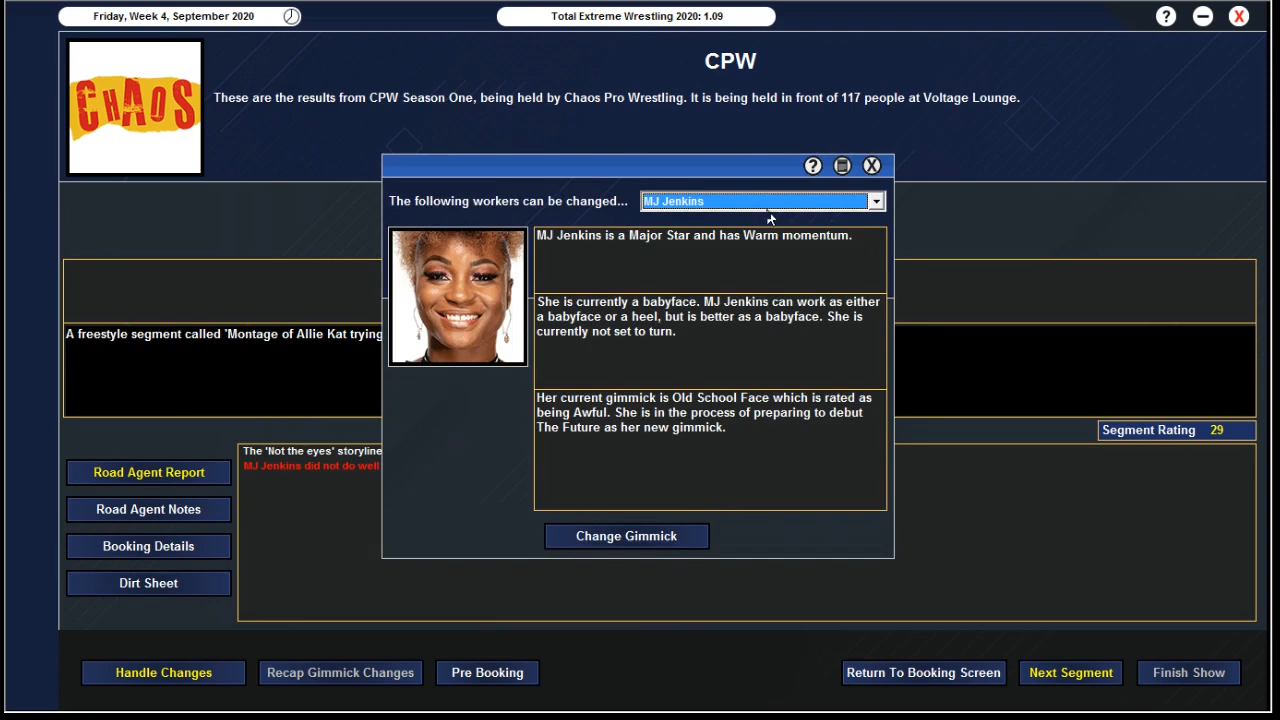 Friday, Week 4, September 2020
Total Extreme Wrestling 2020: 1.09
?
X
CHAOS
CPW
These are the results from CPW Season One, being held by Chaos Pro Wrestling. It is being held in front of 117 people at Voltage Lounge.
? X
The following workers can be changed...
MJ Jenkins
MJ Jenkins is a Major Star and has Warm momentum.
She is currently a babyface. MJ Jenkins can work as either
a babyface or a heel, but is better as a babyface. She is
currently not set to turn.
Her current gimmick is Old School Face which is rated as
being Awful. She is in the process of preparing to debut
The Future as her new gimmick.
Change Gimmick
A freestyle segment called 'Montage of Allie Kat trying
Segment Rating 29
The 'Not the eyes' storyline
MJ Jenkins did not do well
Road Agent Report
Road Agent Notes
Booking Details
Dirt Sheet
Handle Changes
Recap Gimmick Changes
Pre Booking
Return To Booking Screen
Next Segment
Finish Show